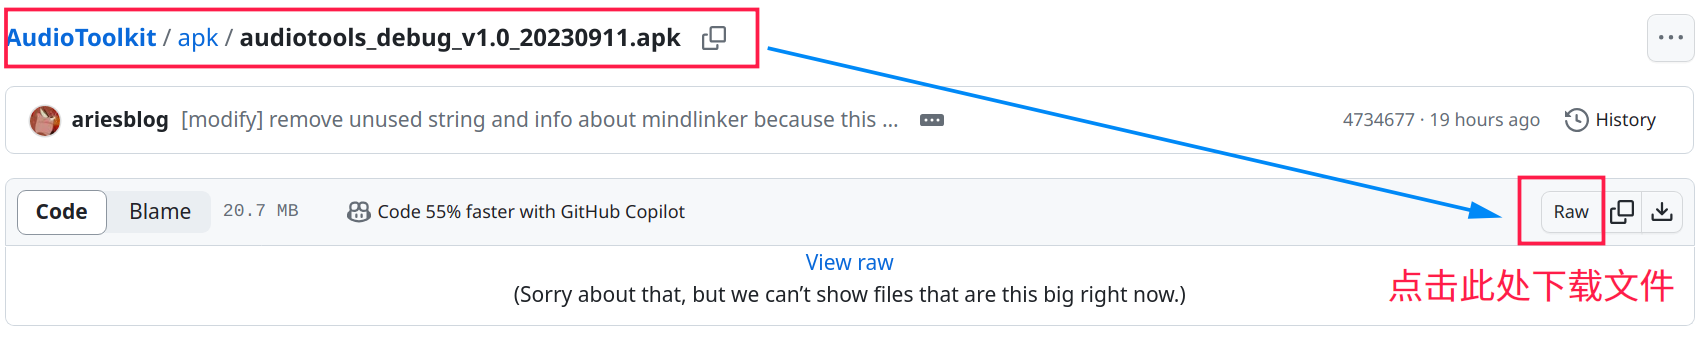 AudioToolkit / apk / audiotools_debug_v1.0_20230911.apk
ariesblog [modify] remove unused string and info about mindlinker because this ... 4734677 · 19 hours ago History
Code Blame 20.7 MB Code 55% faster with GitHub Copilot Raw
View raw
(Sorry about that, but we can’t show files that are this big right now.)
点击此处下载文件